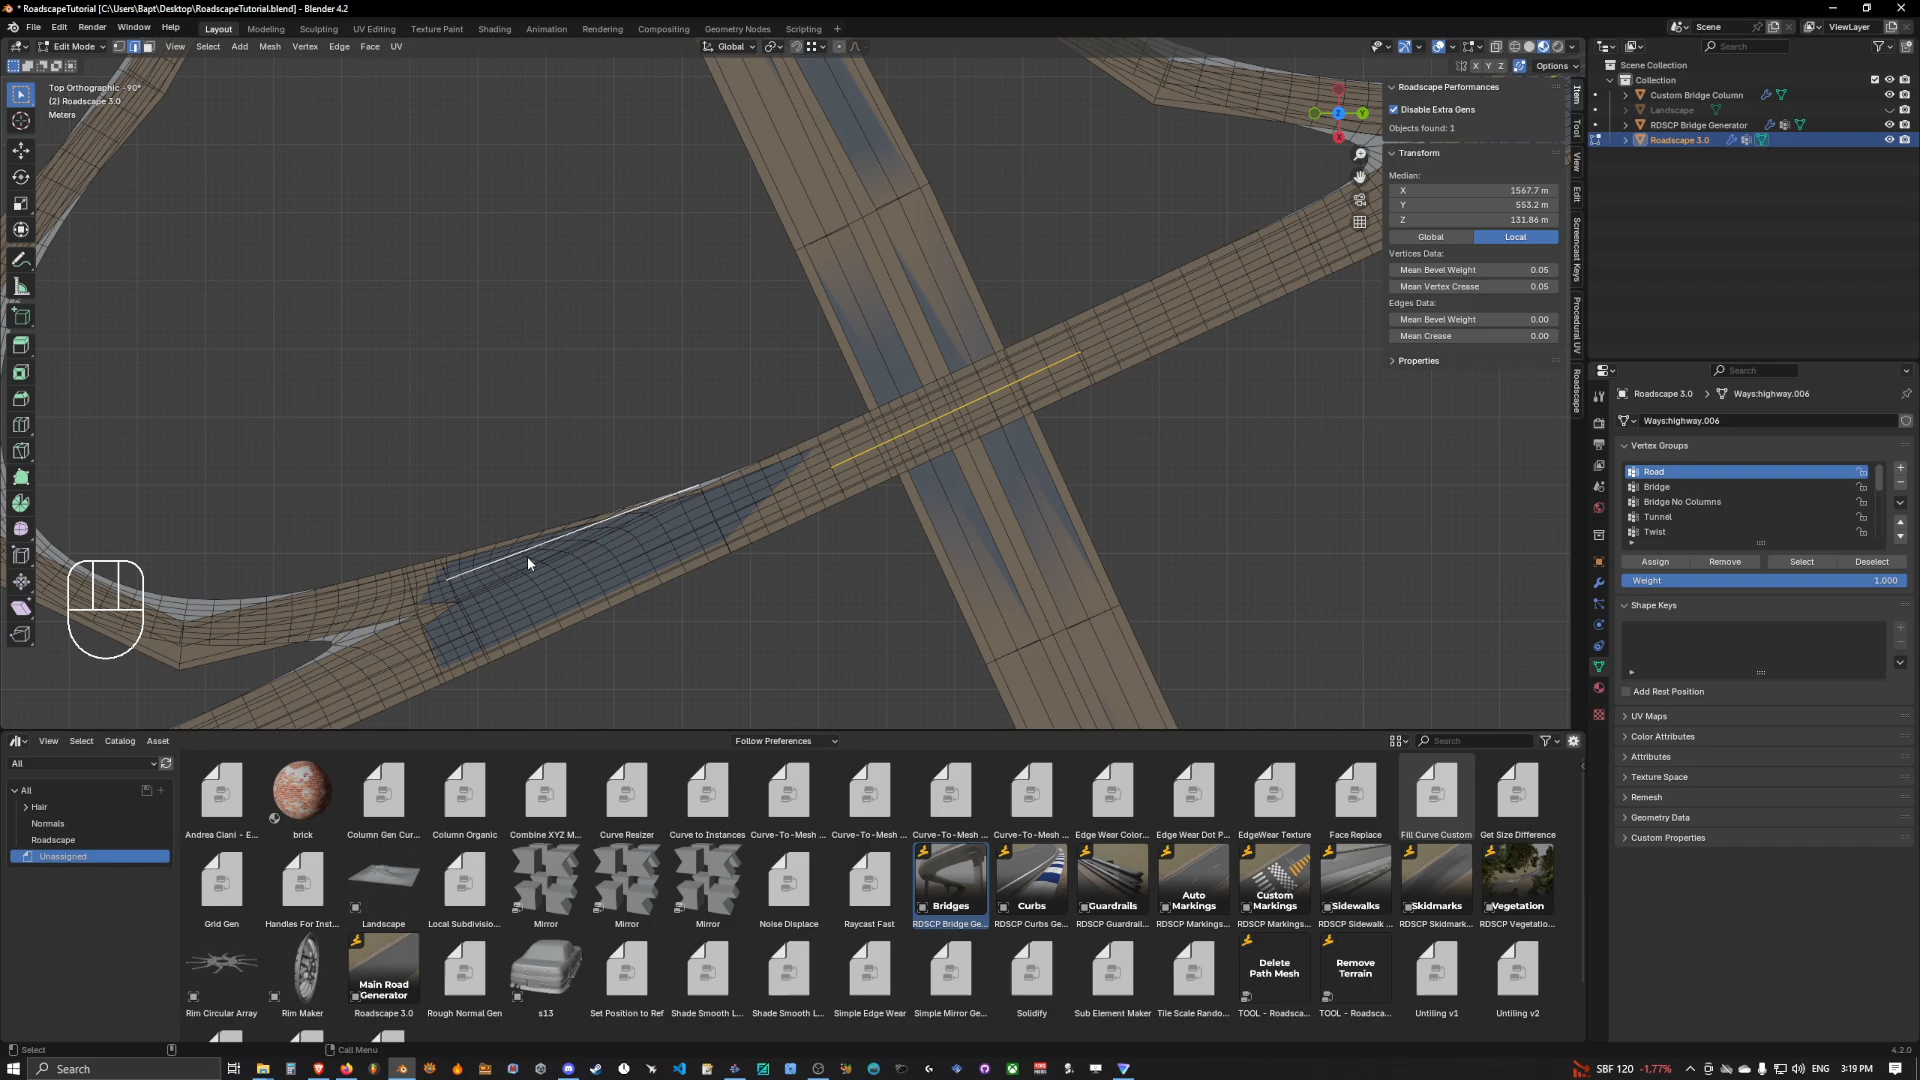 * RoadscapeTutorial [C:\Users\Bapt\Desktop\RoadscapeTutorial.blend] - Blender 4.2
File Edit Render Window Help Layout Modeling Sculpting UV Editing Texture Paint Shading Animation Rendering Compositing Geometry Nodes Scripting Scene ViewLayer
Edit Mode View Select Add Mesh Vertex Edge Face UV Global Search
X Y Z Options
Top Orthographic -90°
(2) Roadscape 3.0
Meters
Roadscape Performances
Disable Extra Gens
Objects found: 1
Transform
Median:
X 1567.7 m
Y 553.2 m
Z 131.86 m
Global Local
Vertices Data:
Mean Bevel Weight 0.05
Mean Vertex Crease 0.05
Edges Data:
Mean Bevel Weight 0.00
Mean Crease 0.00
Properties
Item
Tool
View
Edit
Screencast Keys
Procedural UV
Roadscape
Scene Collection
Collection
Custom Bridge Column
Landscape
RDSCP Bridge Generator
Roadscape 3.0
Search
Roadscape 3.0 Ways:highway.006
Ways:highway.006
Vertex Groups
Road
Bridge
Bridge No Columns
Tunnel
Twist
Assign Remove Select Deselect
Weight 1.000
Shape Keys
Add Rest Position
UV Maps
Color Attributes
Attributes
Texture Space
Remesh
Geometry Data
Custom Properties
View Select Catalog Asset Follow Preferences Search
All
All
Hair
Normals
Roadscape
Unassigned
Andrea Ciani - E... brick Column Gen Cur... Column Organic Combine XYZ M... Curve Resizer Curve to Instances Curve-To-Mesh ... Curve-To-Mesh ... Curve-To-Mesh ... Curve-To-Mesh ... Edge Wear Color... Edge Wear Dot P... EdgeWear Texture Face Replace Fill Curve Custom Get Size Difference
Bridges Curbs Guardrails Auto Markings Custom Markings Sidewalks Skidmarks Vegetation
Grid Gen Handles For Inst... Landscape Local Subdivisio... Mirror Mirror Mirror Noise Displace Raycast Fast RDSCP Bridge Ge... RDSCP Curbs Ge... RDSCP Guardrail... RDSCP Markings... RDSCP Markings... RDSCP Sidewalk ... RDSCP Skidmark... RDSCP Vegetatio...
Main Road Generator Delete Path Mesh Remove Terrain
Rim Circular Array Rim Maker Roadscape 3.0 Rough Normal Gen s13 Set Position to Ref Shade Smooth L... Shade Smooth L... Simple Edge Wear Simple Mirror Ge... Solidify Sub Element Maker Tile Scale Rando... TOOL - Roadsca... TOOL - Roadsca... Untiling v1 Untiling v2
Select Call Menu 4.2.0
Search SBF 120 -1,77% ENG 3:19 PM